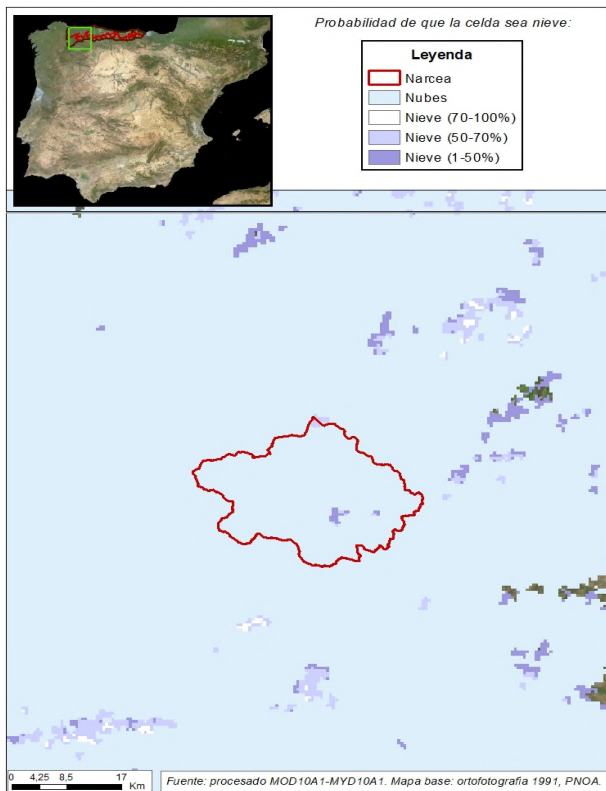 Probabilidad de que la celda sea nieve:
Leyenda
Narcea
Nubes
Nieve (70-100%)
Nieve (50-70%)
Nieve (1-50%)
0 4,25 8,5 17
Km
Fuente: procesado MOD10A1-MYD10A1. Mapa base: ortofotografia 1991, PNOA.